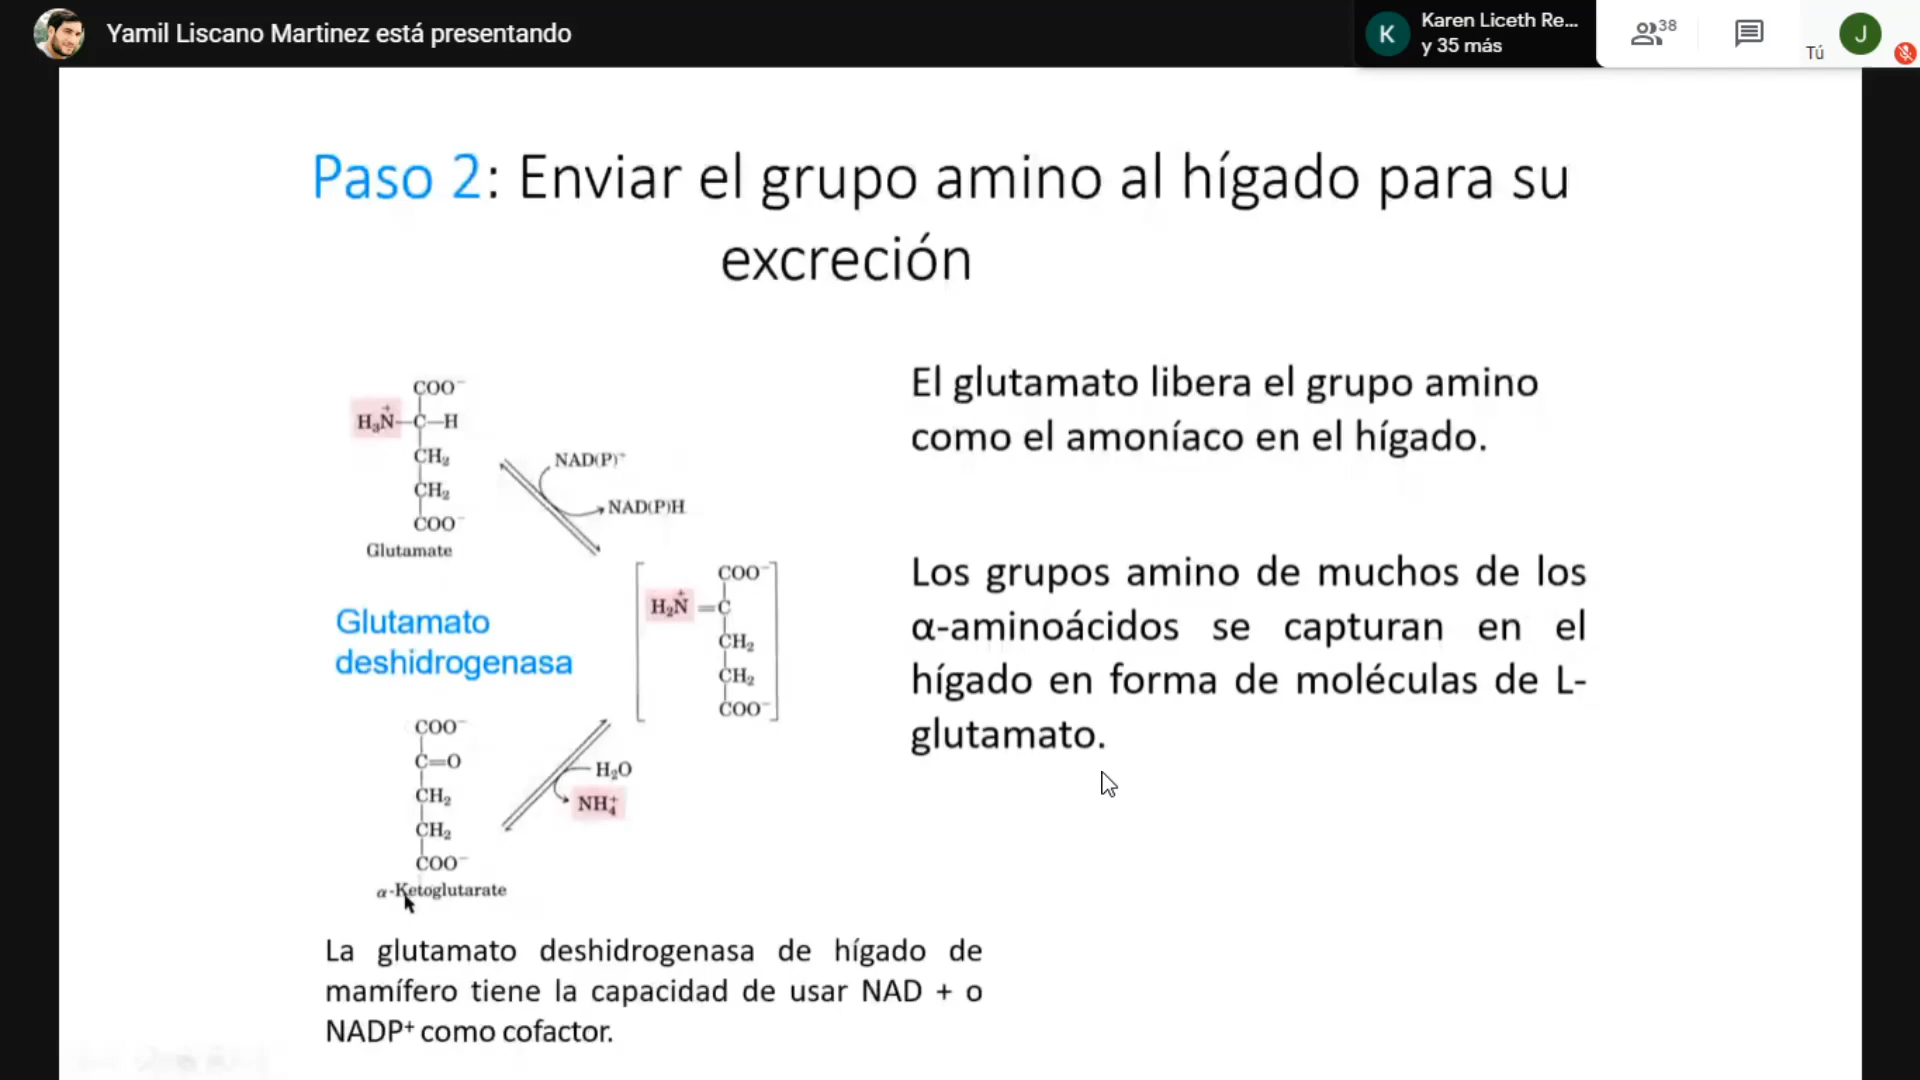 Yamil Liscano Martinez está presentando
K
Karen Liceth Re...
y 35 más
38
Tú
J
Paso 2: Enviar el grupo amino al hígado para su
excreción
COO⁻
H₃N⁺—C—H
CH₂
CH₂
COO⁻
Glutamate
NAD(P)⁺
NAD(P)H
El glutamato libera el grupo amino
como el amoníaco en el hígado.
Glutamato
deshidrogenasa
COO⁻
H₂N⁺=C
CH₂
CH₂
COO⁻
Los grupos amino de muchos de los
α-aminoácidos se capturan en el
hígado en forma de moléculas de L-
glutamato.
COO⁻
C=O
CH₂
CH₂
COO⁻
α-Ketoglutarate
H₂O
NH₄⁺
La glutamato deshidrogenasa de hígado de
mamífero tiene la capacidad de usar NAD + o
NADP⁺ como cofactor.